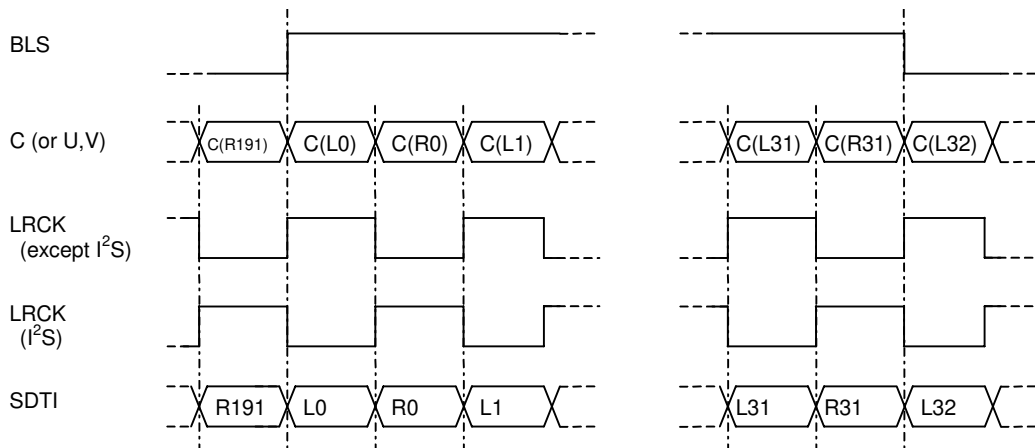 BLS
C (or U,V)
C(R191) C(L0) C(R0) C(L1) C(L31) C(R31) C(L32)
LRCK
(except I²S)
LRCK
(I²S)
SDTI
R191 L0 R0 L1 L31 R31 L32